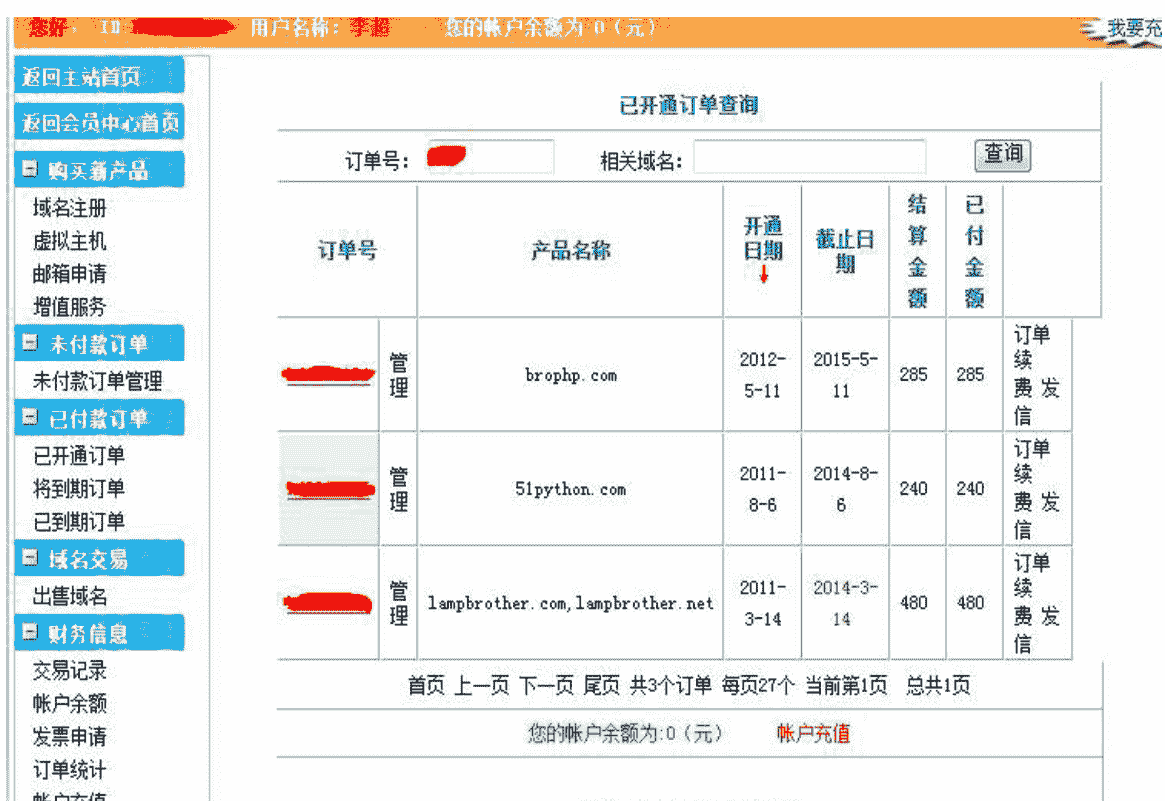 您好, ID 用户名称：李超 您的帐户余额为 0（元） 我要充
返回主站首页
返回会员中心首页
购买新产品
域名注册
虚拟主机
邮箱申请
增值服务
未付款订单
未付款订单管理
已付款订单
已开通订单
将到期订单
已到期订单
域名交易
出售域名
财务信息
交易记录
帐户余额
发票申请
订单统计
帐户充值
已开通订单查询
订单号： 相关域名： 查询
订单号 产品名称 开通日期↓ 截止日期 结算金额 已付金额
管理 brophp.com 2012-5-11 2015-5-11 285 285 订单续费 发信
管理 51python.com 2011-8-6 2014-8-6 240 240 订单续费 发信
管理 lampbrother.com,lampbrother.net 2011-3-14 2014-3-14 480 480 订单续费 发信
首页 上一页 下一页 尾页 共3个订单 每页27个 当前第1页 总共1页
您的帐户余额为:0（元） 帐户充值